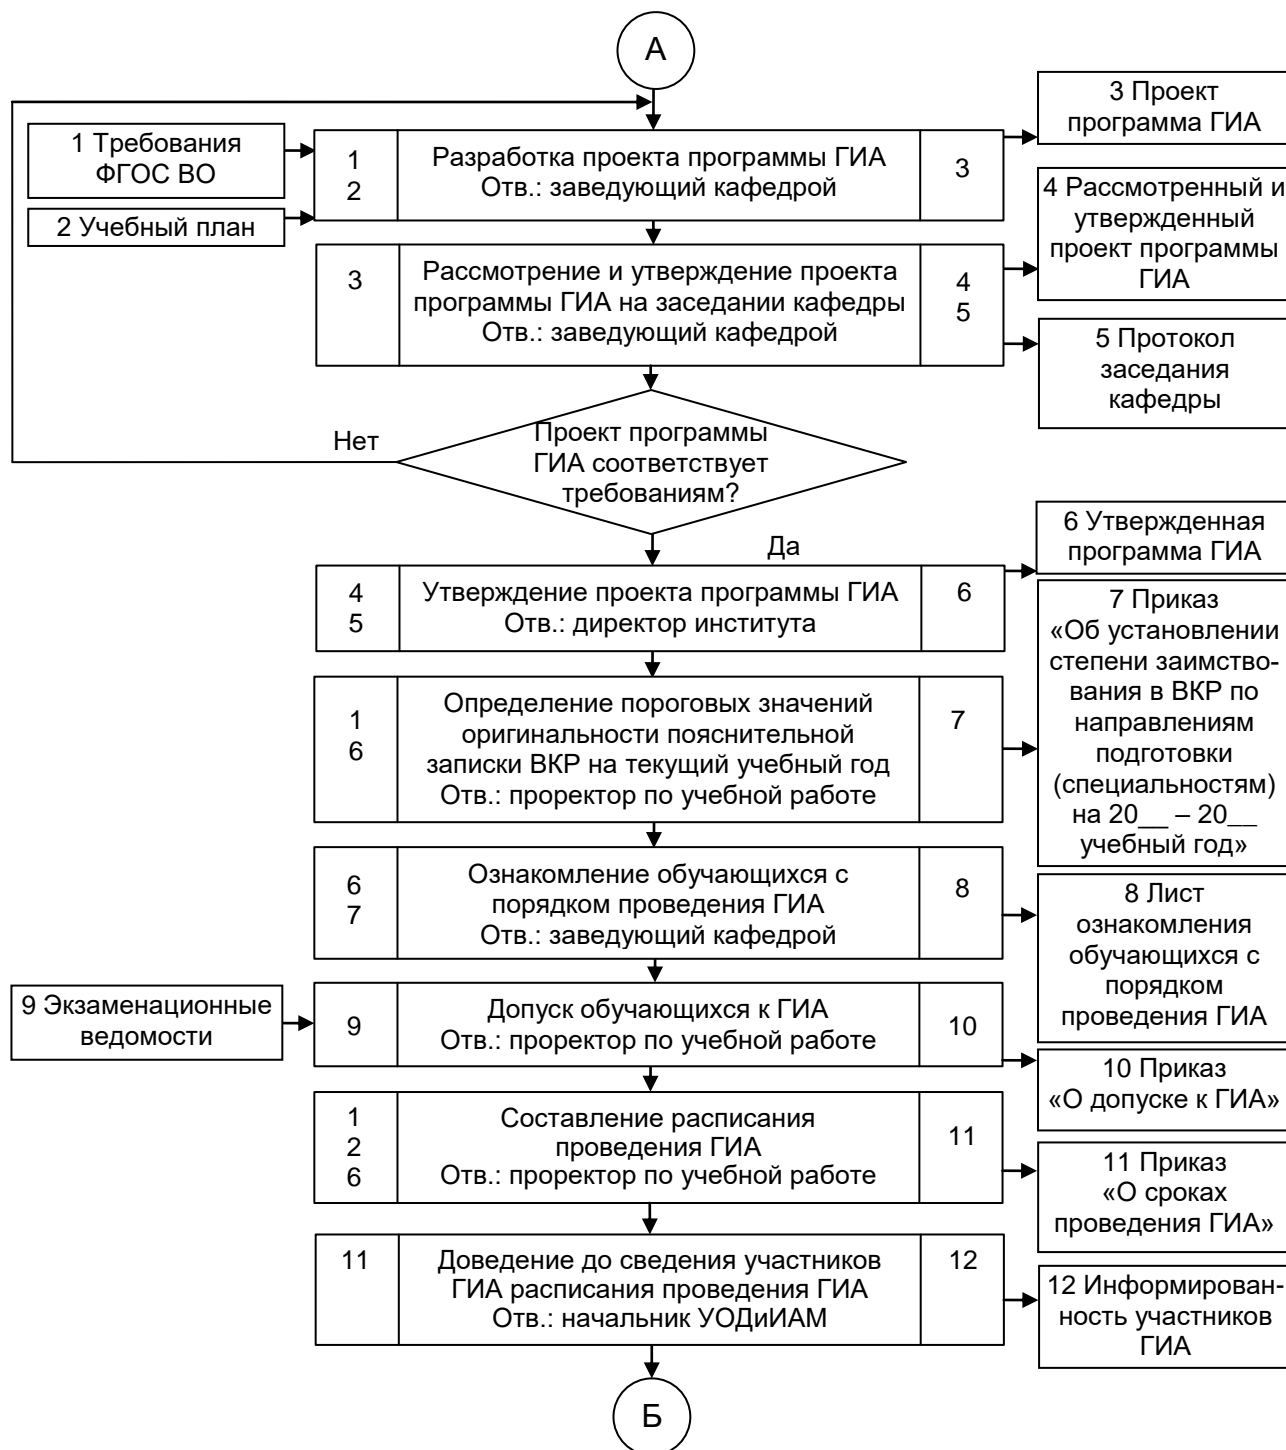 А
3 Проект
программа ГИА
1 Требования
ФГОС ВО
2 Учебный план
1
2
Разработка проекта программы ГИА
Отв.: заведующий кафедрой
3
4 Рассмотренный и
утвержденный
проект программы
ГИА
3
Рассмотрение и утверждение проекта
программы ГИА на заседании кафедры
Отв.: заведующий кафедрой
4
5
5 Протокол
заседания
кафедры
Нет
Проект программы
ГИА соответствует
требованиям?
Да
6 Утвержденная
программа ГИА
4
5
Утверждение проекта программы ГИА
Отв.: директор института
6
7 Приказ
«Об установлении
степени заимство-
вания в ВКР по
направлениям
подготовки
(специальностям)
на 20__ – 20__
учебный год»
1
6
Определение пороговых значений
оригинальности пояснительной
записки ВКР на текущий учебный год
Отв.: проректор по учебной работе
7
6
7
Ознакомление обучающихся с
порядком проведения ГИА
Отв.: заведующий кафедрой
8
8 Лист
ознакомления
обучающихся с
порядком
проведения ГИА
9 Экзаменационные
ведомости
9
Допуск обучающихся к ГИА
Отв.: проректор по учебной работе
10
10 Приказ
«О допуске к ГИА»
1
2
6
Составление расписания
проведения ГИА
Отв.: проректор по учебной работе
11
11 Приказ
«О сроках
проведения ГИА»
11
Доведение до сведения участников
ГИА расписания проведения ГИА
Отв.: начальник УОДиИАМ
12
12 Информирован-
ность участников
ГИА
Б